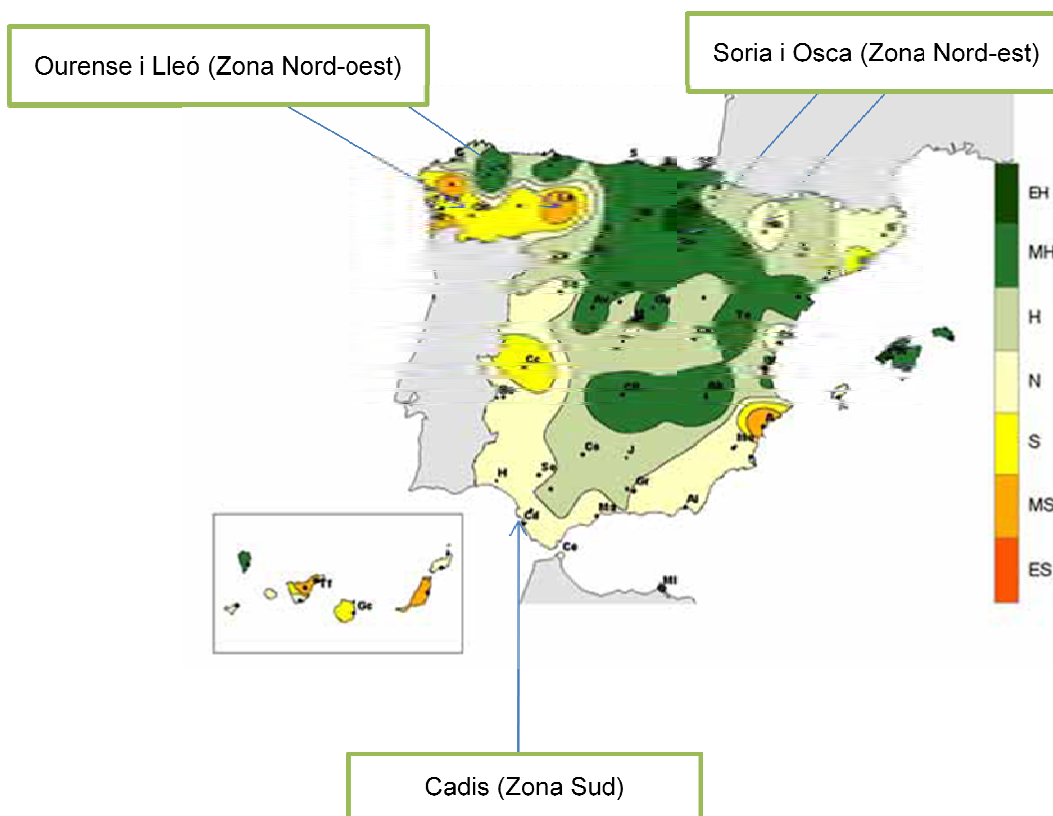 Ourense i Lleó (Zona Nord-oest)
Soria i Osca (Zona Nord-est)
EH
MH
H
N
S
MS
ES
S
Te
Cc
Co
J
H
Se
Gr
Al
Cd
Ma
Ce
Ml
Tf
Gc
Cadis (Zona Sud)